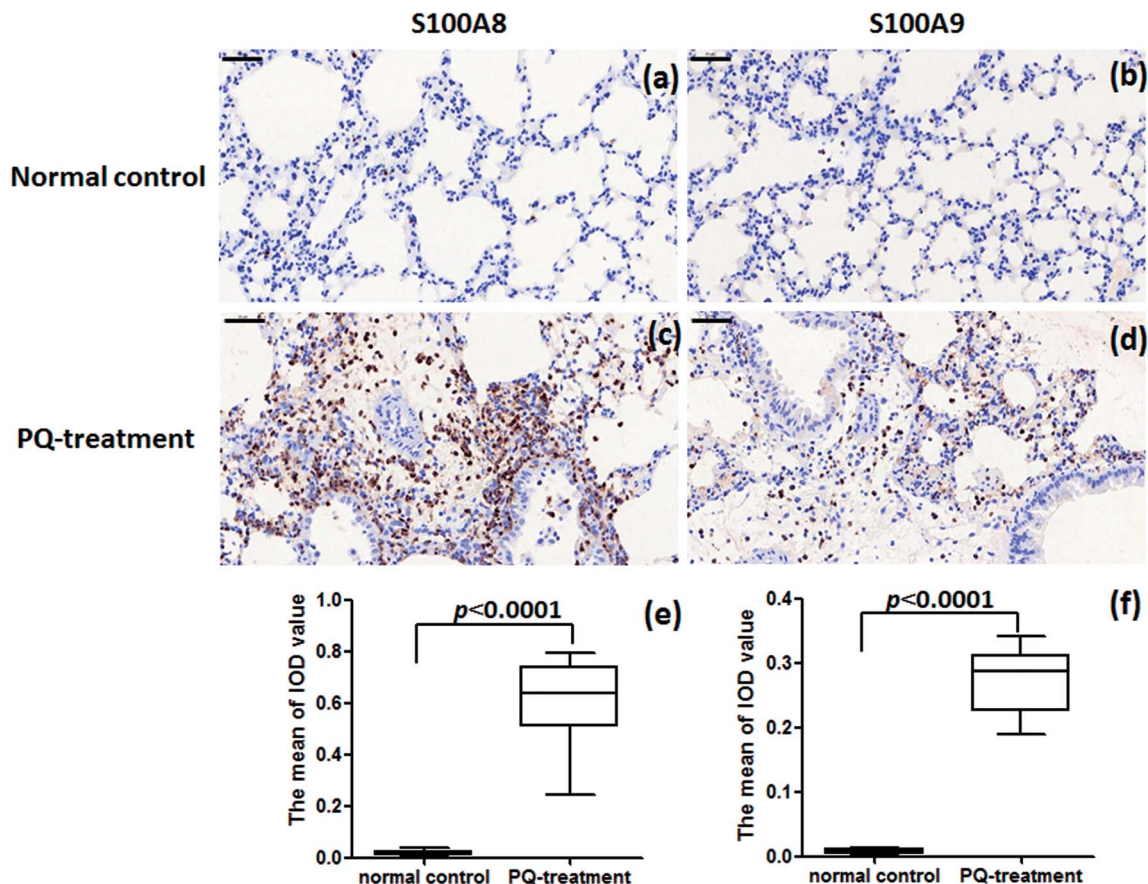 S100A8 S100A9
(a) (b)
Normal control
(c) (d)
PQ-treatment
(e) (f)
p<0.0001 p<0.0001
The mean of IOD value
1.0
0.8
0.6
0.4
0.2
0.0
normal control PQ-treatment
The mean of IOD value
0.4
0.3
0.2
0.1
0.0
normal control PQ-treatment